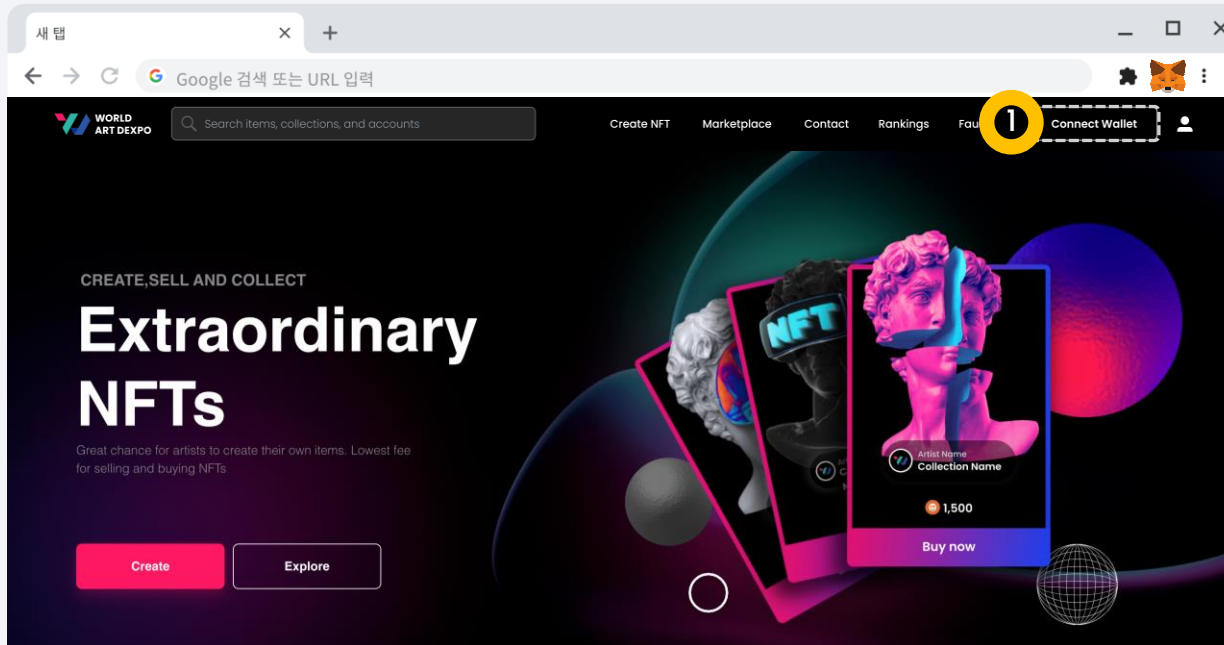 새 탭
Google 검색 또는 URL 입력
WORLD
ART DEXPO
Search items, collections, and accounts
Create NFT
Marketplace
Contact
Rankings
1
Connect Wallet
CREATE,SELL AND COLLECT
Extraordinary
NFTs
Great chance for artists to create their own items. Lowest fee
for selling and buying NFTs
Create
Explore
NFT
Artist Name
Collection Name
1,500
Buy now